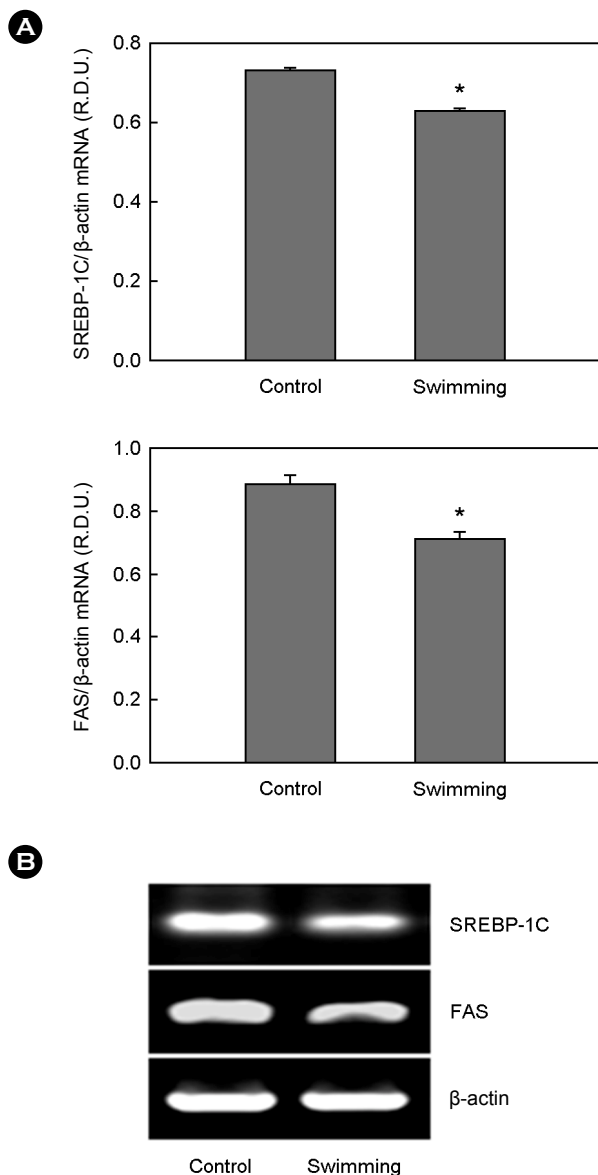 A
SREBP-1C/β-actin mRNA (R.D.U.)
0.8
0.6
0.4
0.2
0.0
*
Control Swimming
FAS/β-actin mRNA (R.D.U.)
1.0
0.8
0.6
0.4
0.2
0.0
*
Control Swimming
B
SREBP-1C
FAS
β-actin
Control Swimming